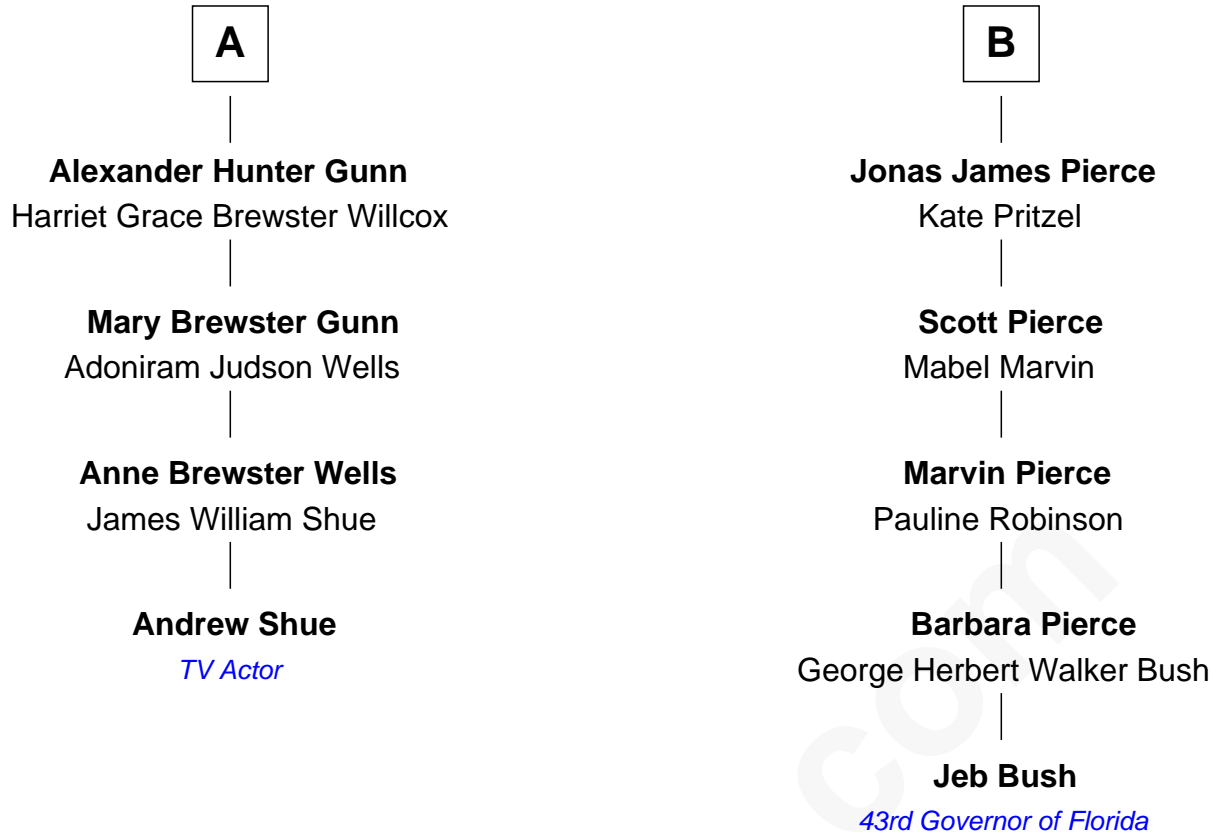 A
Alexander Hunter Gunn
Harriet Grace Brewster Willcox
Mary Brewster Gunn
Adoniram Judson Wells
Anne Brewster Wells
James William Shue
Andrew Shue
TV Actor
B
Jonas James Pierce
Kate Pritzel
Scott Pierce
Mabel Marvin
Marvin Pierce
Pauline Robinson
Barbara Pierce
George Herbert Walker Bush
Jeb Bush
43rd Governor of Florida
com